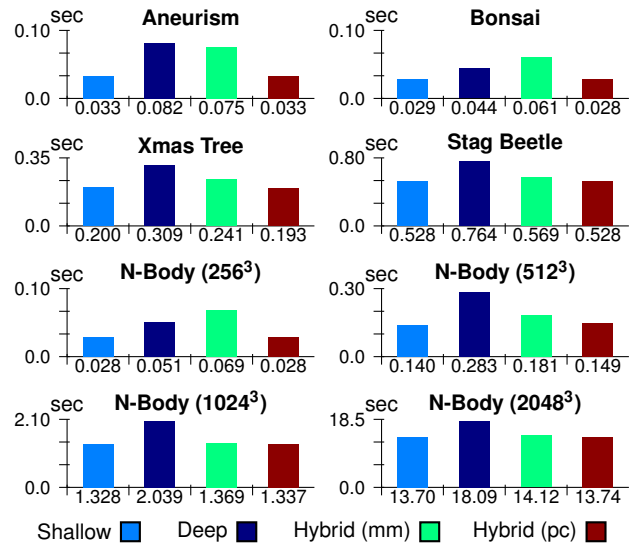 Aneurism
sec
0.10
0.0
0.033 0.082 0.075 0.033
Bonsai
sec
0.10
0.0
0.029 0.044 0.061 0.028
Xmas Tree
sec
0.35
0.0
0.200 0.309 0.241 0.193
Stag Beetle
sec
0.80
0.0
0.528 0.764 0.569 0.528
N-Body (256³)
sec
0.10
0.0
0.028 0.051 0.069 0.028
N-Body (512³)
sec
0.30
0.0
0.140 0.283 0.181 0.149
N-Body (1024³)
sec
2.10
0.0
1.328 2.039 1.369 1.337
N-Body (2048³)
sec
18.5
0.0
13.70 18.09 14.12 13.74
Shallow Deep Hybrid (mm) Hybrid (pc)